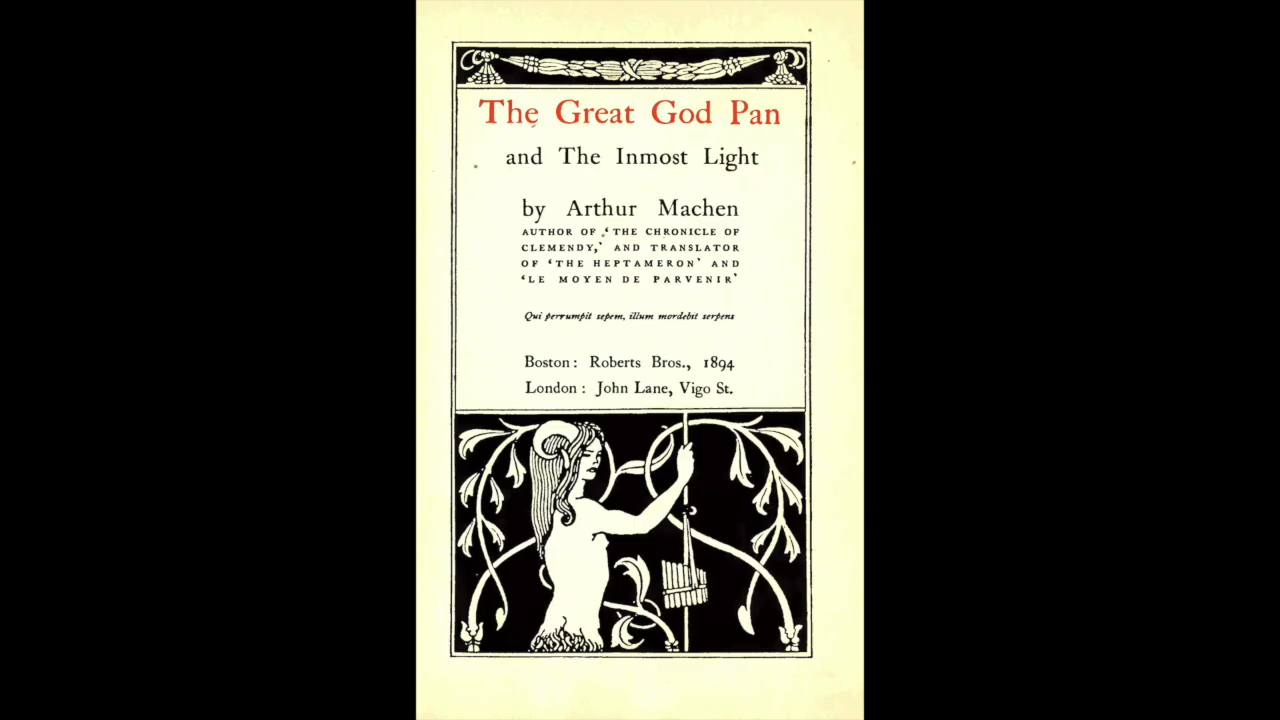 The Great God Pan
and The Inmost Light
by Arthur Machen
AUTHOR OF ‘THE CHRONICLE OF
CLEMENDY,’ AND TRANSLATOR
OF ‘THE HEPTAMERON’ AND
‘LE MOYEN DE PARVENIR’
Qui perrumpit sepem, illum mordebit serpens
Boston: Roberts Bros., 1894
London: John Lane, Vigo St.